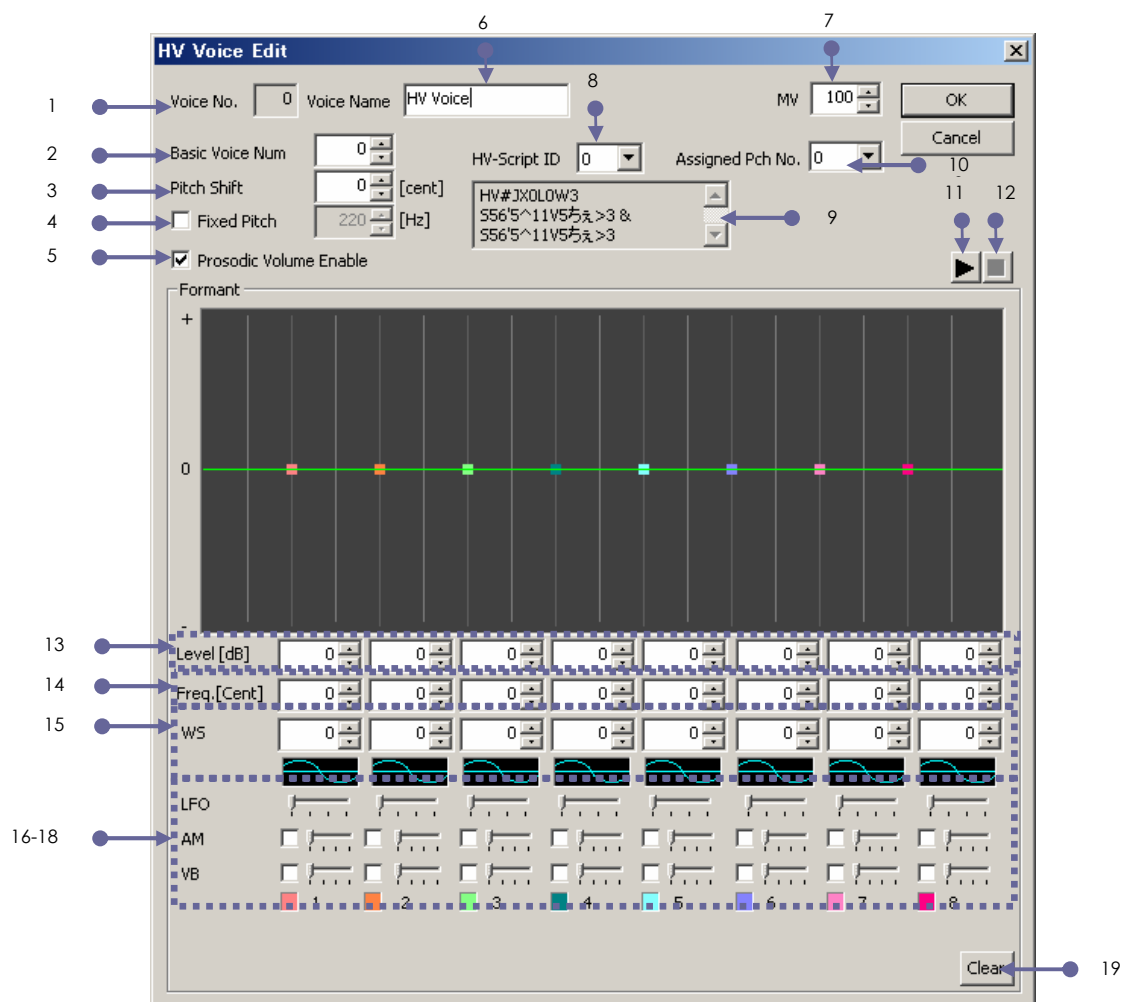 6 7
HV Voice Edit
8
1 Voice No. 0 Voice Name HV Voice MV 100 OK
Cancel
2 Basic Voice Num 0 HV-Script ID 0 Assigned Pch No. 0 10
3 Pitch Shift 0 [cent] 11 12
HV#JX0L0W3
4 Fixed Pitch 220 [Hz]
S56'5^11V5ちぇ>3 & 9
S56'5^11V5ちぇ>3
5 Prosodic Volume Enable
Formant
+
0
-
13 Level [dB] 0 0 0 0 0 0 0 0
14 Freq.[Cent] 0 0 0 0 0 0 0 0
15 WS 0 0 0 0 0 0 0 0
LFO
16-18 AM
VB
1 2 3 4 5 6 7 8
Clear 19